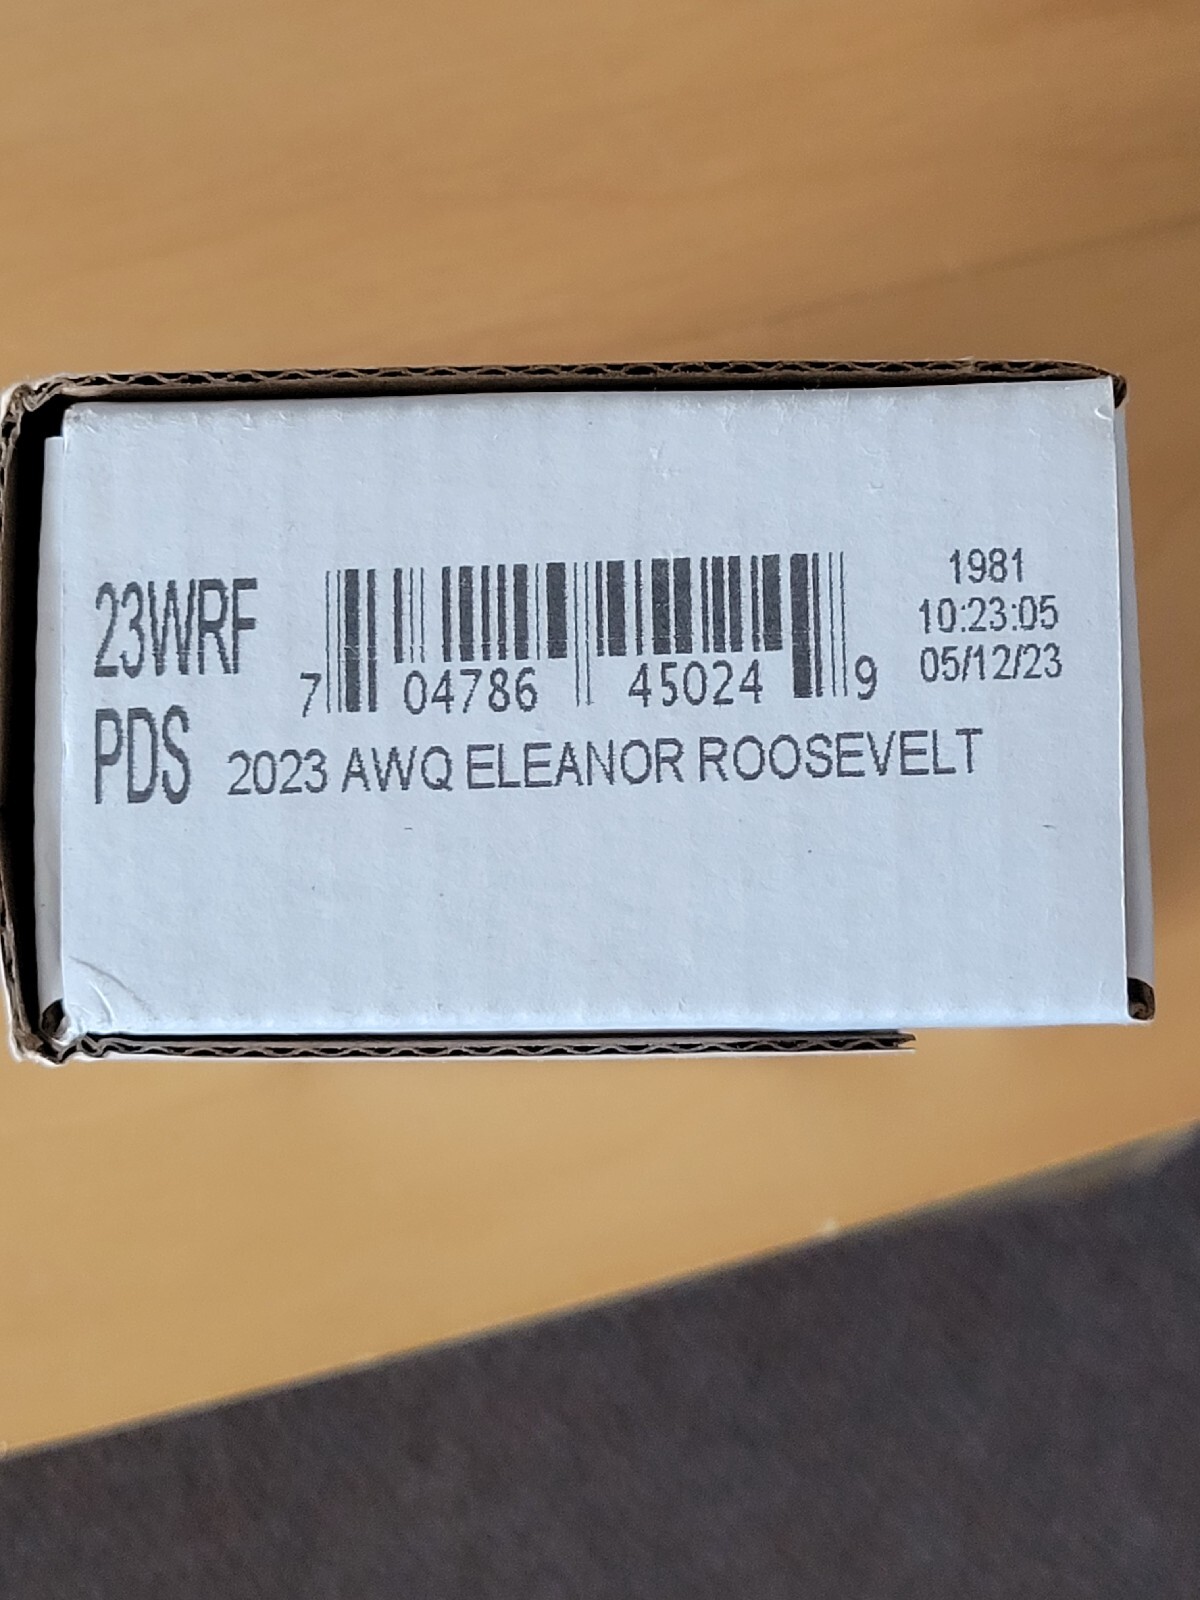 23WRF
PDS
7 04786 45024 9
2023 AWQ ELEANOR ROOSEVELT
1981
10:23:05
05/12/23